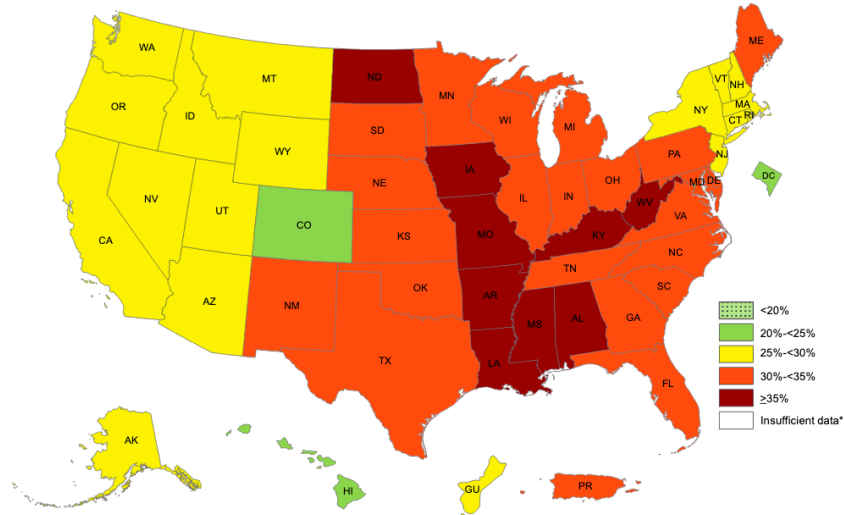 WA
MT
ND
MN
ME
OR
ID
WY
SD
WI
MI
VT
NH
NY
MA
CT
RI
NV
UT
CO
NE
IA
IL
IN
OH
PA
NJ
MD
DE
DC
CA
AZ
NM
KS
MO
KY
WV
VA
OK
AR
TN
NC
SC
TX
LA
MS
AL
GA
FL
AK
HI
GU
PR
<20%
20%-<25%
25%-<30%
30%-<35%
≥35%
Insufficient data*